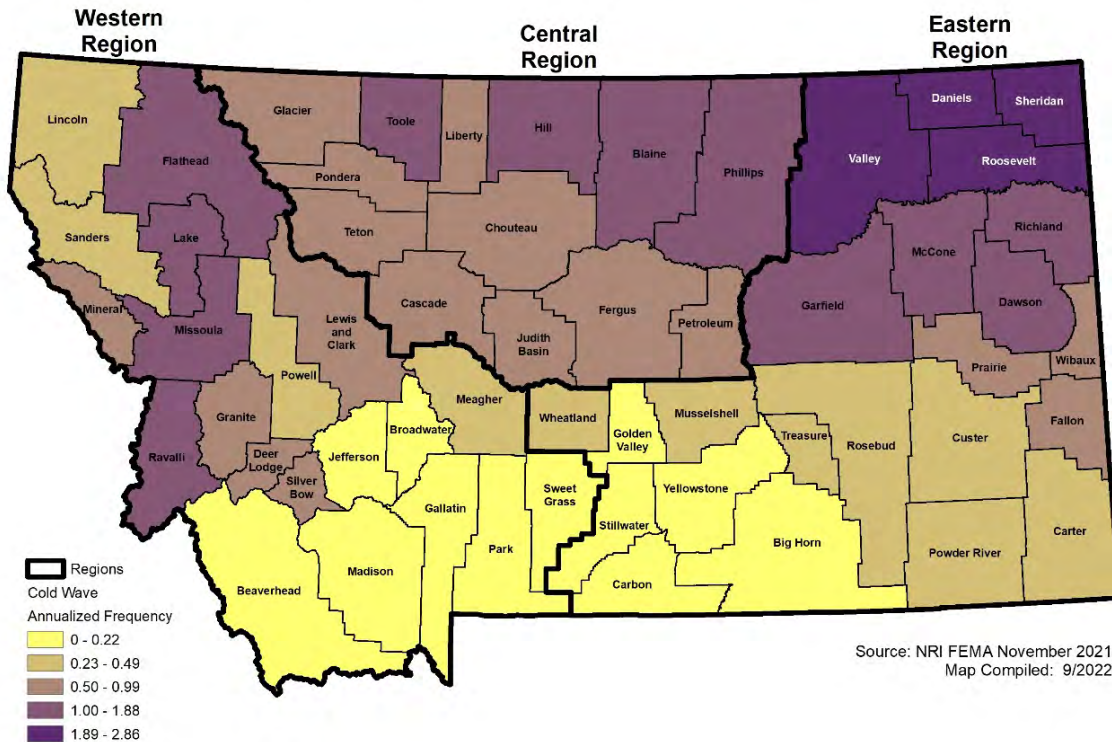 Western
Region
Central
Region
Eastern
Region
Lincoln
Flathead
Glacier
Toole
Liberty
Hill
Blaine
Phillips
Valley
Daniels
Sheridan
Roosevelt
Pondera
Teton
Chouteau
Sanders
Lake
Mineral
Missoula
Lewis
and
Clark
Cascade
Judith
Basin
Fergus
Petroleum
Garfield
McCone
Richland
Dawson
Prairie
Wibaux
Fallon
Powell
Granite
Ravalli
Deer
Lodge
Silver
Bow
Jefferson
Broadwater
Meagher
Wheatland
Golden
Valley
Musselshell
Treasure
Rosebud
Custer
Gallatin
Park
Sweet
Grass
Stillwater
Yellowstone
Big Horn
Carbon
Powder River
Carter
Beaverhead
Madison
Regions
Cold Wave
Annualized Frequency
0 - 0.22
0.23 - 0.49
0.50 - 0.99
1.00 - 1.88
1.89 - 2.86
Source: NRI FEMA November 2021
Map Compiled: 9/2022